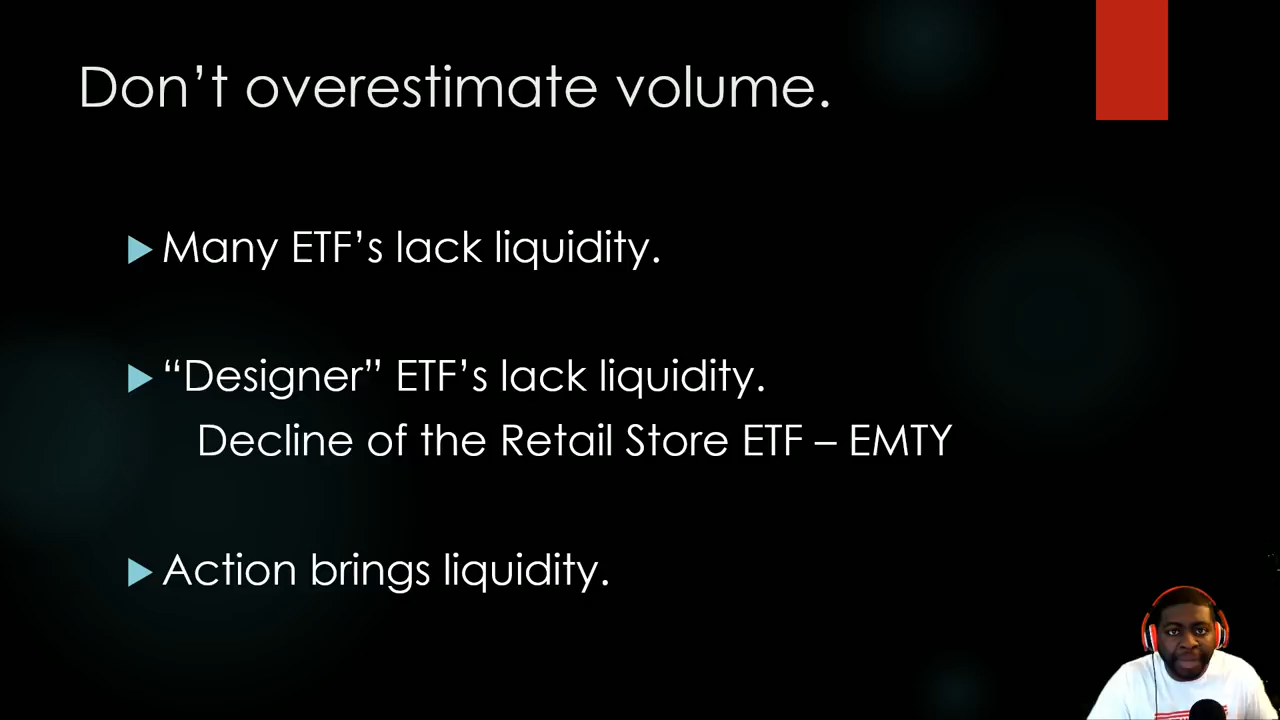 Don’t overestimate volume.
Many ETF’s lack liquidity.
“Designer” ETF’s lack liquidity.
Decline of the Retail Store ETF – EMTY
Action brings liquidity.